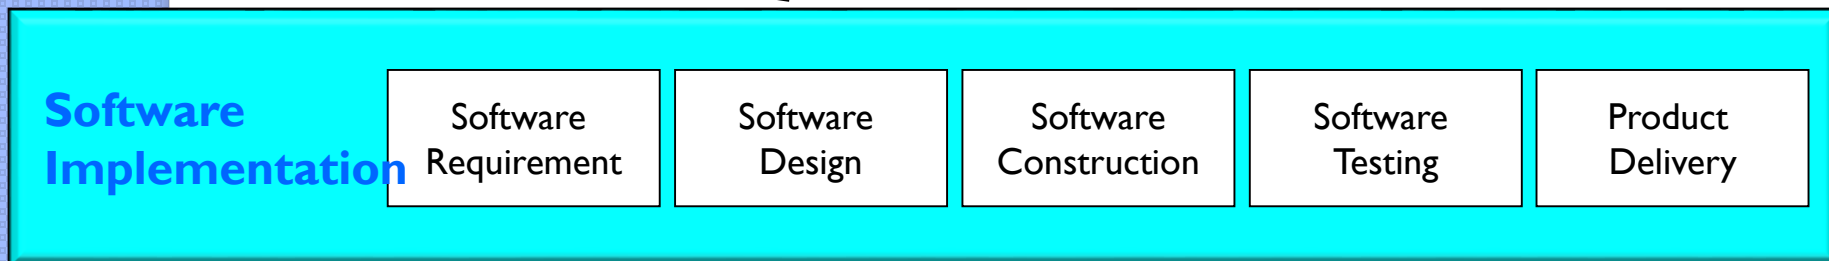 Software
Implementation
Software
Requirement
Software
Design
Software
Construction
Software
Testing
Product
Delivery